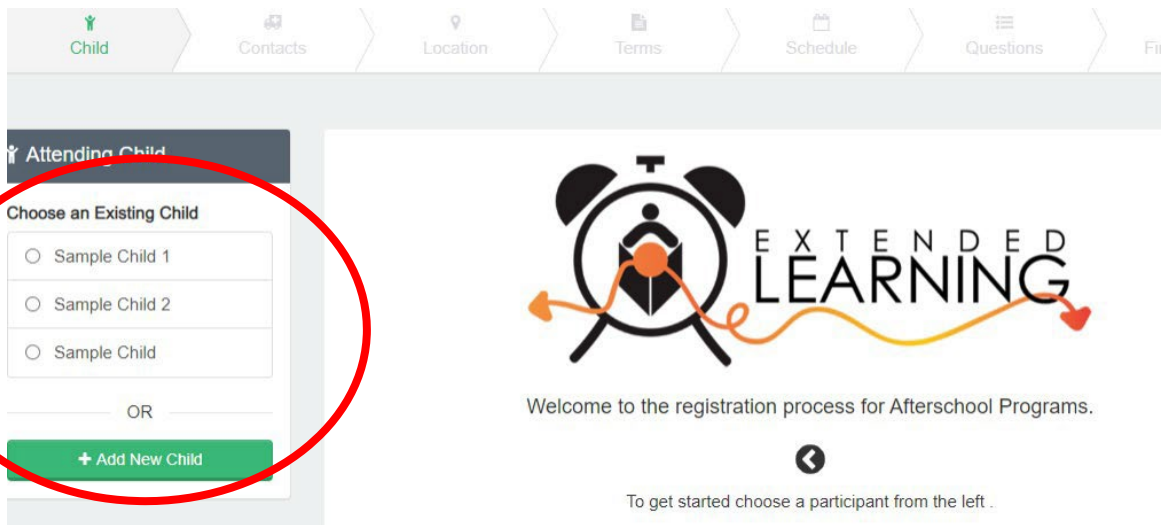 Child
Contacts
Location
Terms
Schedule
Questions
Attending Child
Choose an Existing Child
Sample Child 1
Sample Child 2
Sample Child
OR
+ Add New Child
EXTENDED
LEARNING
Welcome to the registration process for Afterschool Programs.
To get started choose a participant from the left .